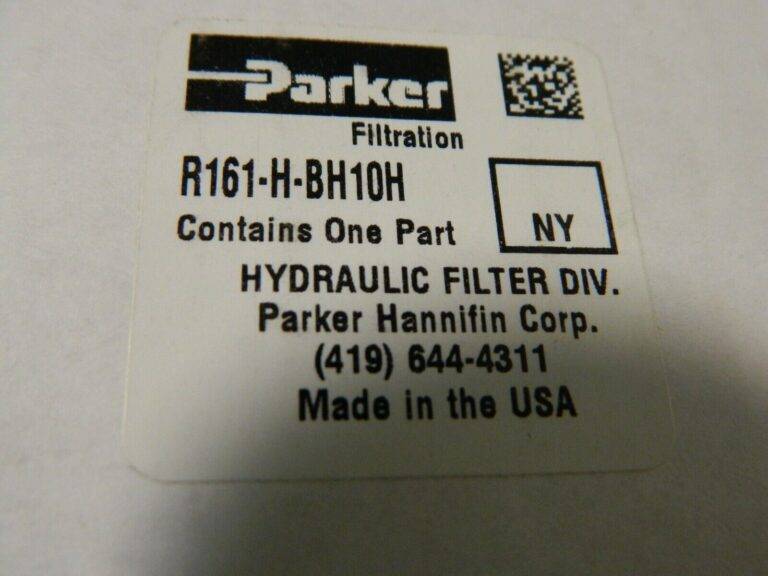 Parker
Filtration
R161-H-BH10H
Contains One Part
NY
HYDRAULIC FILTER DIV.
Parker Hannifin Corp.
(419) 644-4311
Made in the USA